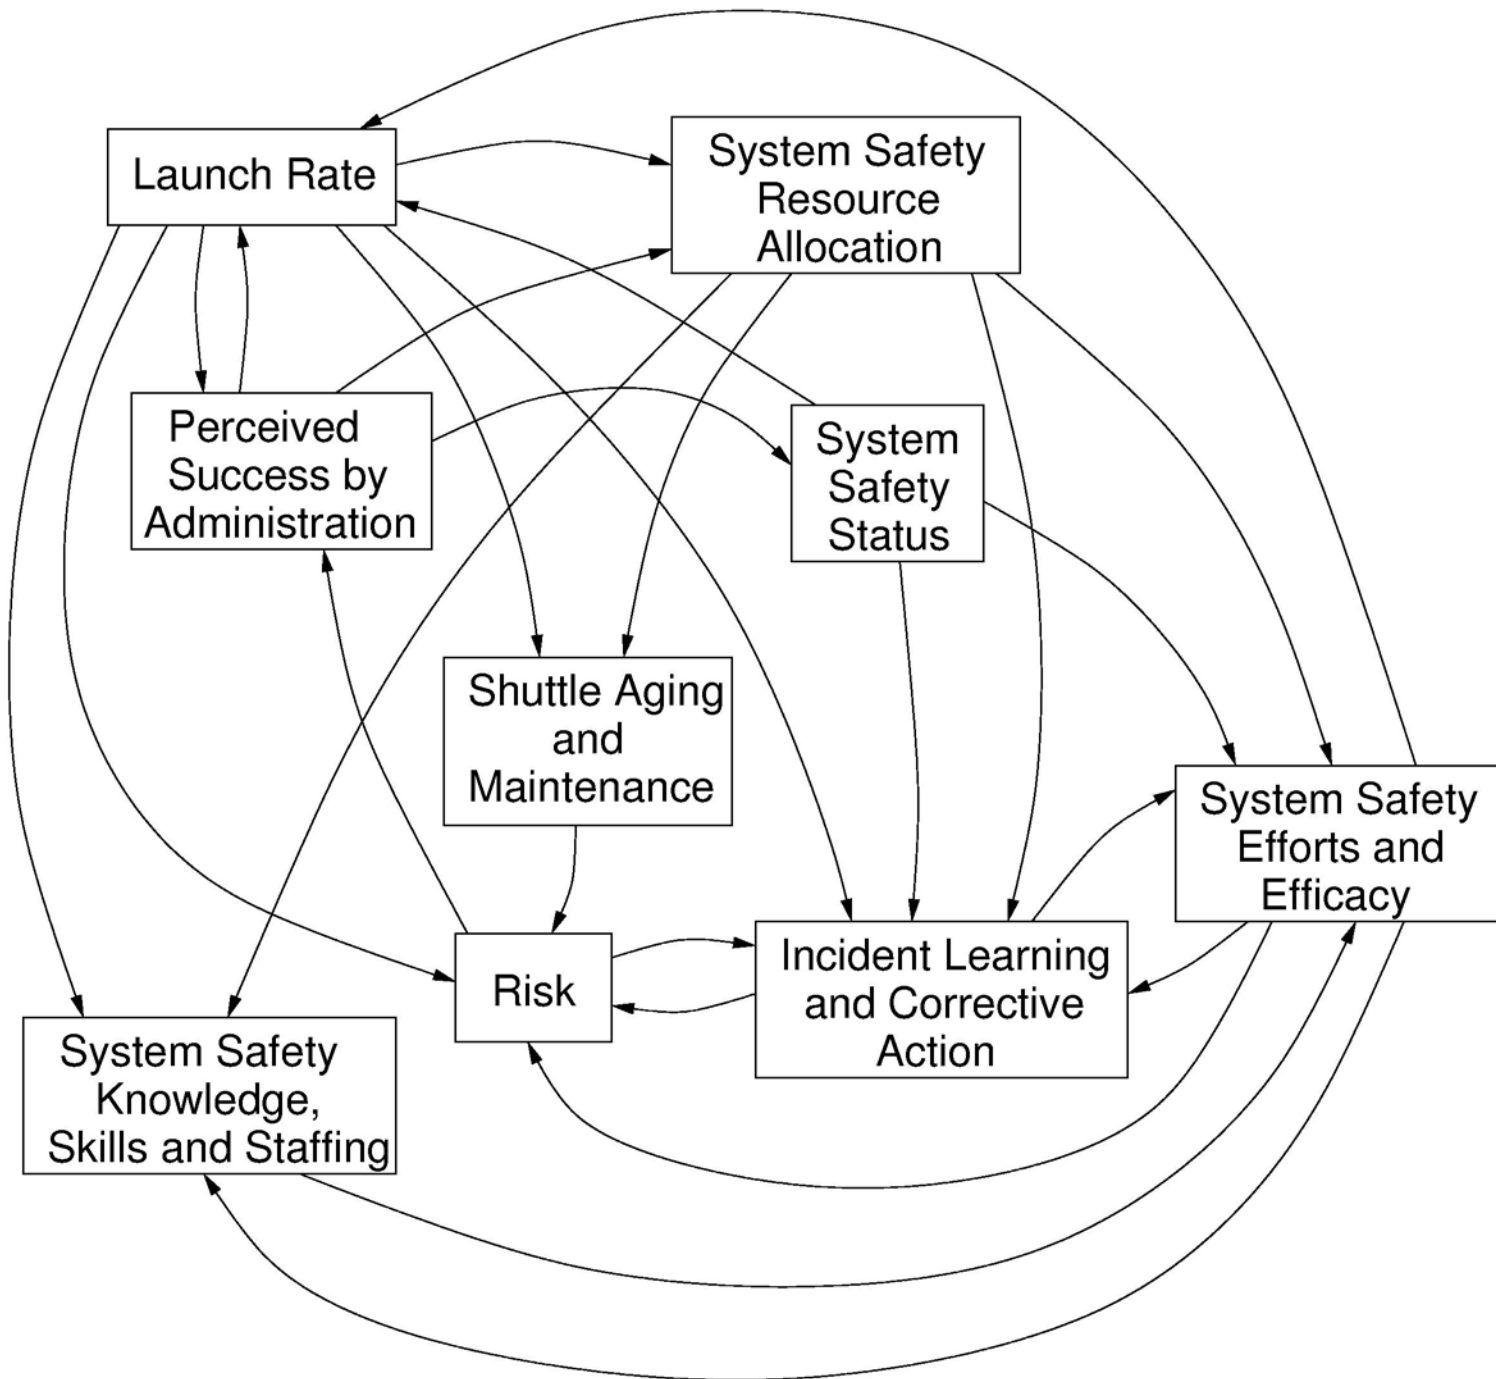 Launch Rate
System Safety
Resource
Allocation
Perceived
Success by
Administration
System
Safety
Status
Shuttle Aging
and
Maintenance
System Safety
Efforts and
Efficacy
Risk
Incident Learning
and Corrective
Action
System Safety
Knowledge,
Skills and Staffing